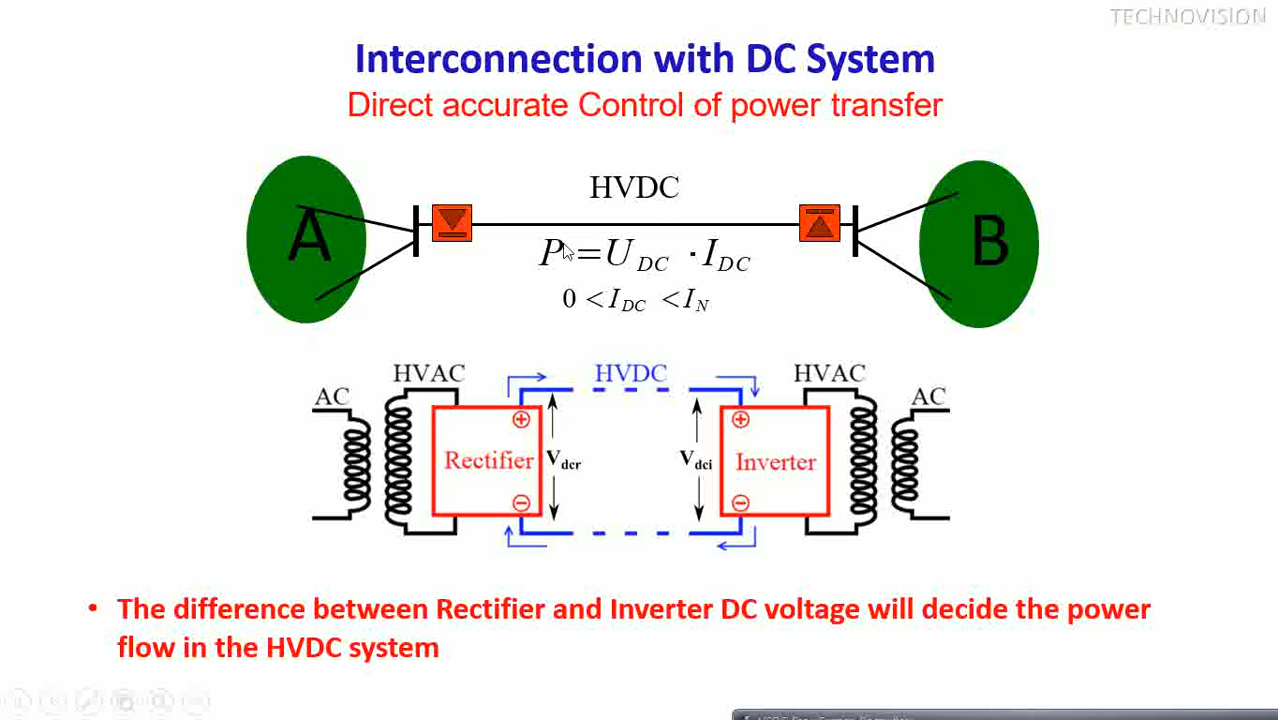 TECHNOVISION
Interconnection with DC System
Direct accurate Control of power transfer
A
HVDC
B
P = U DC · I DC
0 < I DC < I N
HVAC HVDC HVAC
AC AC
+ +
Rectifier Vdcr Vdci Inverter
− −
• The difference between Rectifier and Inverter DC voltage will decide the power
flow in the HVDC system